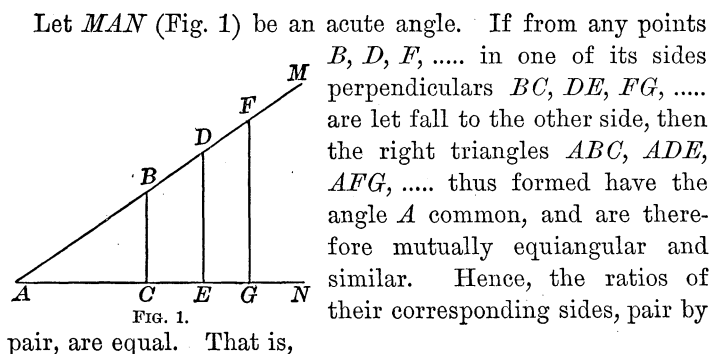 Let MAN (Fig. 1) be an acute angle. If from any points
B, D, F, ..... in one of its sides
perpendiculars BC, DE, FG, .....
are let fall to the other side, then
the right triangles ABC, ADE,
AFG, ..... thus formed have the
angle A common, and are there-
fore mutually equiangular and
similar. Hence, the ratios of
their corresponding sides, pair by
pair, are equal. That is,
M
F
D
B
A C E G N
FIG. 1.